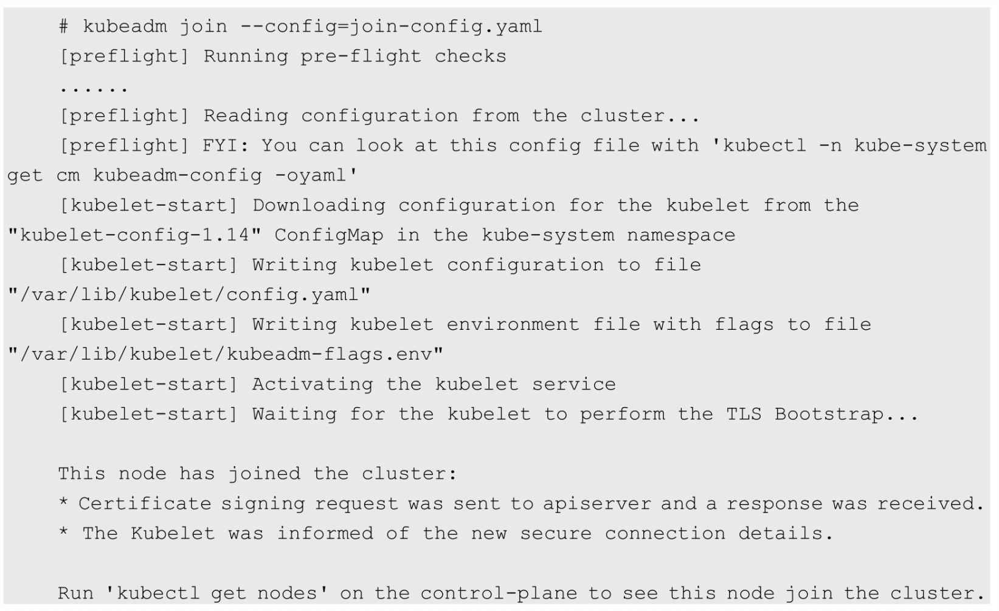 # kubeadm join --config=join-config.yaml
[preflight] Running pre-flight checks
......
[preflight] Reading configuration from the cluster...
[preflight] FYI: You can look at this config file with 'kubectl -n kube-system
get cm kubeadm-config -oyaml'
[kubelet-start] Downloading configuration for the kubelet from the
"kubelet-config-1.14" ConfigMap in the kube-system namespace
[kubelet-start] Writing kubelet configuration to file
"/var/lib/kubelet/config.yaml"
[kubelet-start] Writing kubelet environment file with flags to file
"/var/lib/kubelet/kubeadm-flags.env"
[kubelet-start] Activating the kubelet service
[kubelet-start] Waiting for the kubelet to perform the TLS Bootstrap...
This node has joined the cluster:
* Certificate signing request was sent to apiserver and a response was received.
* The Kubelet was informed of the new secure connection details.
Run 'kubectl get nodes' on the control-plane to see this node join the cluster.